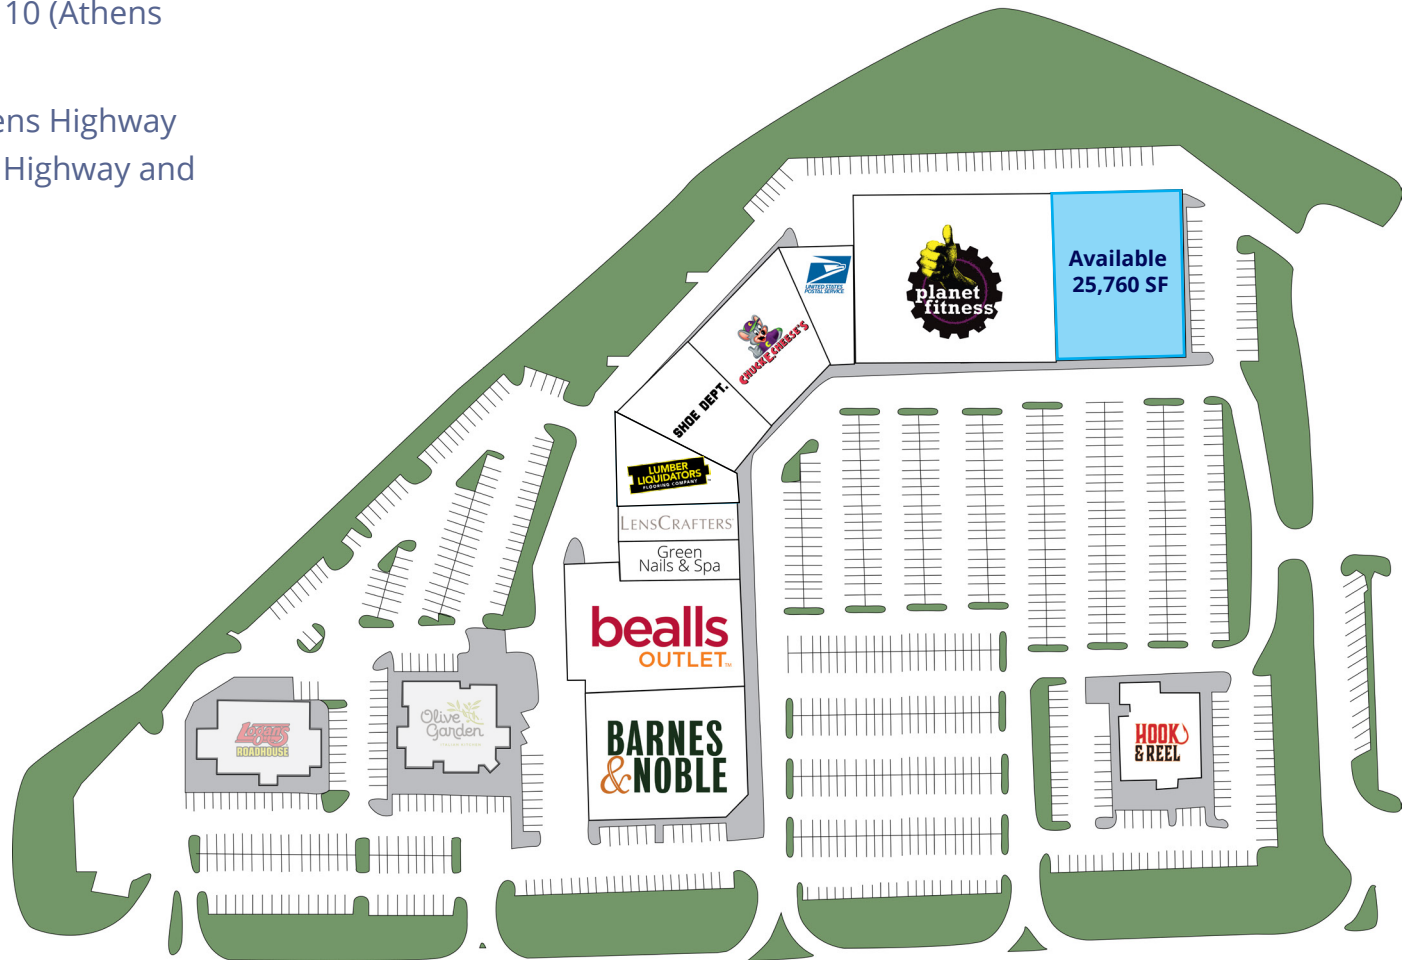 10 (Athens
ens Highway
Highway and
UNITED STATES
POSTAL SERVICE
planet
fitness
Available
25,760 SF
CHUCK E. CHEESE'S
SHOE DEPT.
LUMBER
LIQUIDATORS
FLOORING COMPANY
LENSCRAFTERS
Green
Nails & Spa
bealls
OUTLET
BARNES
& NOBLE
Logan's
ROADHOUSE
Olive
Garden
ITALIAN KITCHEN
HOOK
& REEL